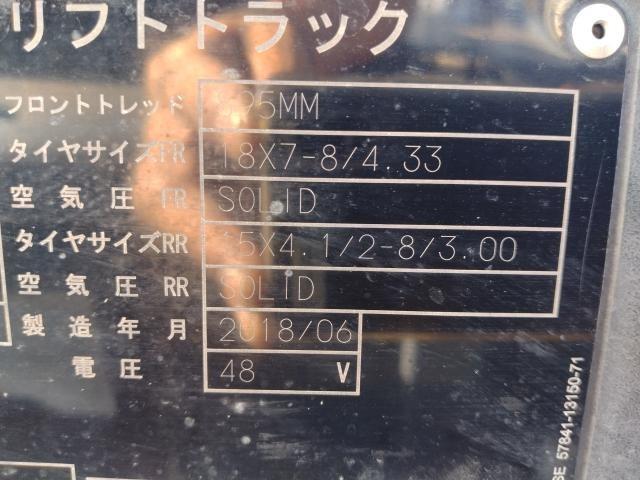 リフトトラック
フロントトレッド 895MM
タイヤサイズFR 18X7-8/4.33
空気圧 FR SOLID
タイヤサイズRR 15X4.1/2-8/3.00
空気圧 RR SOLID
製造年月 2018/06
電圧 48 V
57841-13150-71